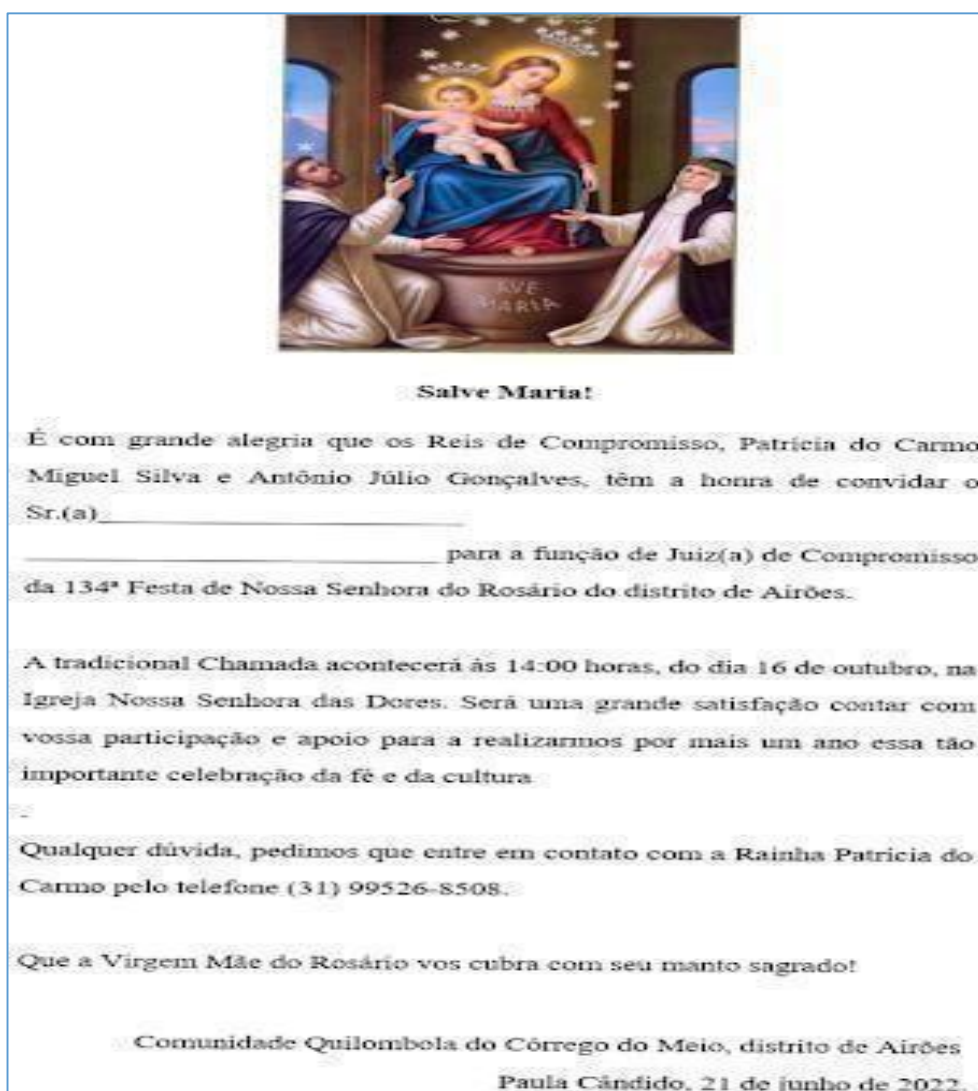 AVE
MARIA
Salve Maria!
É com grande alegria que os Reis de Compromisso, Patrícia do Carmo
Miguel Silva e Antônio Júlio Gonçalves, têm a honra de convidar o
Sr.(a)______________________
_________________________ para a função de Juiz(a) de Compromisso
da 134ª Festa de Nossa Senhora do Rosário do distrito de Airões.
A tradicional Chamada acontecerá às 14:00 horas, do dia 16 de outubro, na
Igreja Nossa Senhora das Dores. Será uma grande satisfação contar com
vossa participação e apoio para a realizarmos por mais um ano essa tão
importante celebração da fé e da cultura
.
Qualquer dúvida, pedimos que entre em contato com a Rainha Patrícia do
Carmo pelo telefone (31) 99526-8508.
Que a Virgem Mãe do Rosário vos cubra com seu manto sagrado!
Comunidade Quilombola do Córrego do Meio, distrito de Airões
Paula Cândido, 21 de junho de 2022.